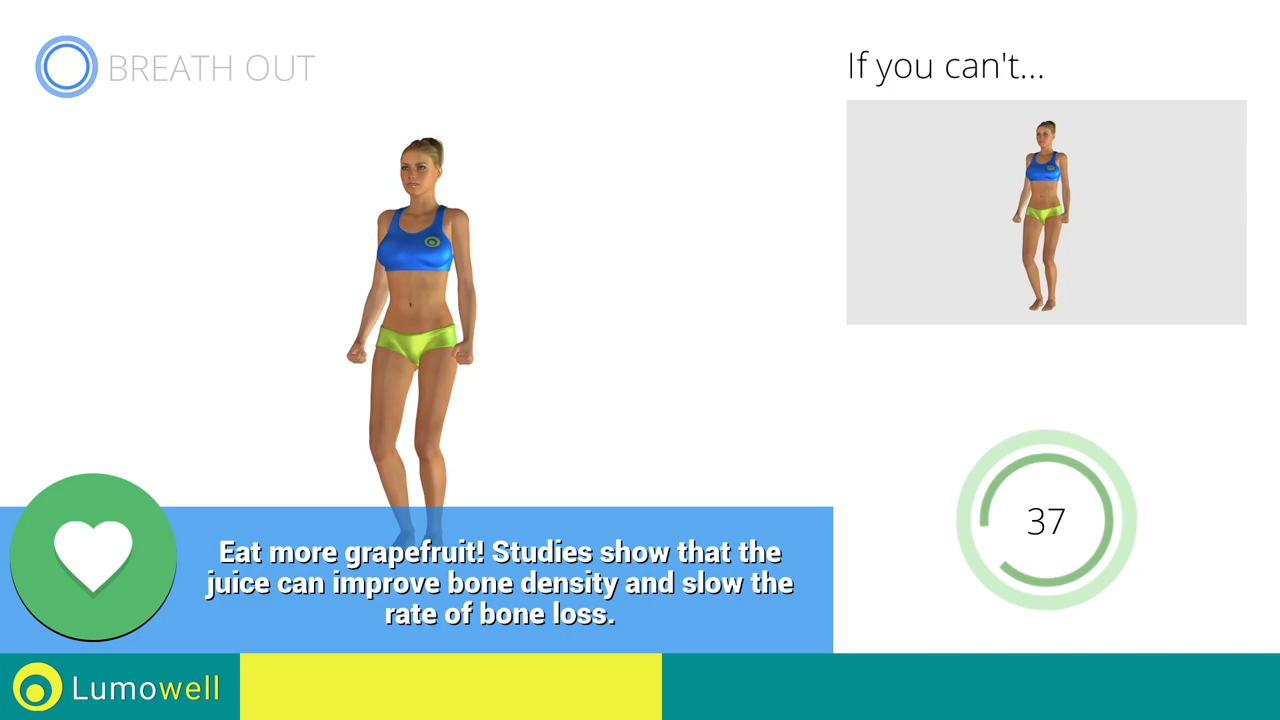 BREATH OUT
If you can't...
37
Eat more grapefruit! Studies show that the
juice can improve bone density and slow the
rate of bone loss.
Lumowell